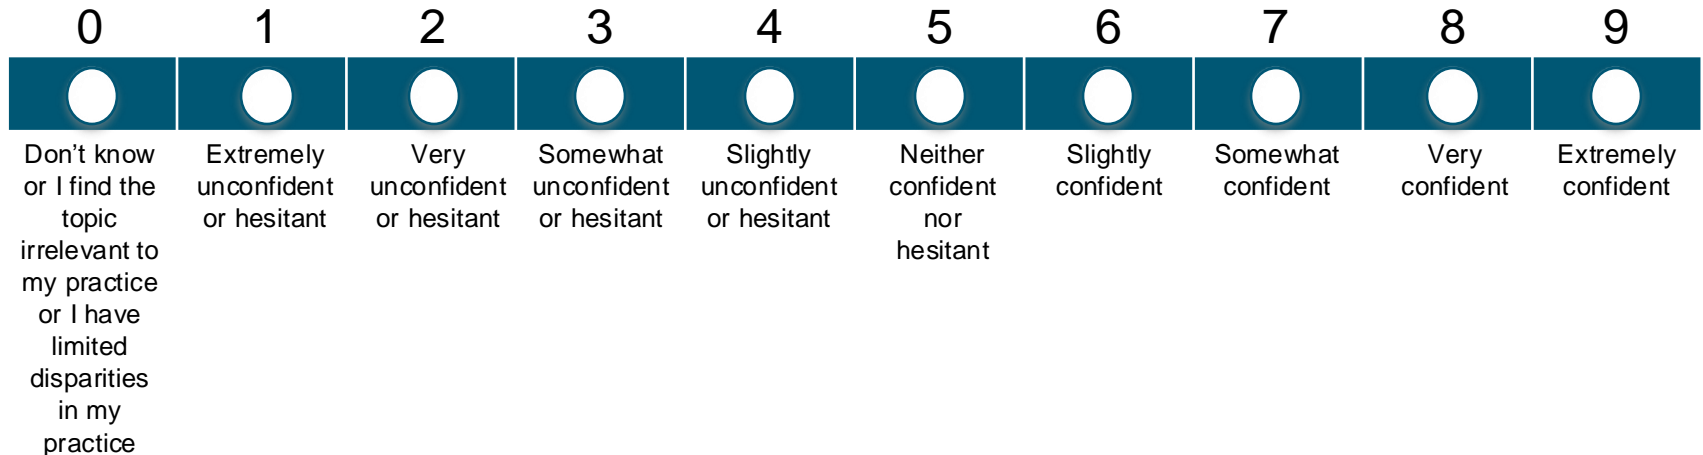 0 1 2 3 4 5 6 7 8 9
Don't know
or I find the
topic
irrelevant to
my practice
or I have
limited
disparities
in my
practice
Extremely
unconfident
or hesitant
Very
unconfident
or hesitant
Somewhat
unconfident
or hesitant
Slightly
unconfident
or hesitant
Neither
confident
nor
hesitant
Slightly
confident
Somewhat
confident
Very
confident
Extremely
confident